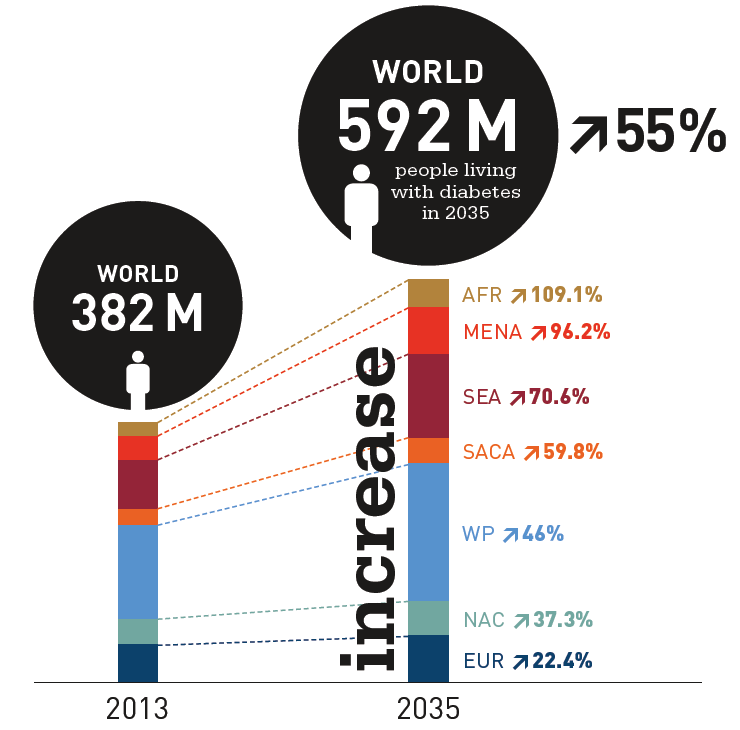 WORLD
592 M
people living
with diabetes
in 2035
↗55%
WORLD
382 M
increase
AFR ↗109.1%
MENA ↗96.2%
SEA ↗70.6%
SACA ↗59.8%
WP ↗46%
NAC ↗37.3%
EUR ↗22.4%
2013
2035